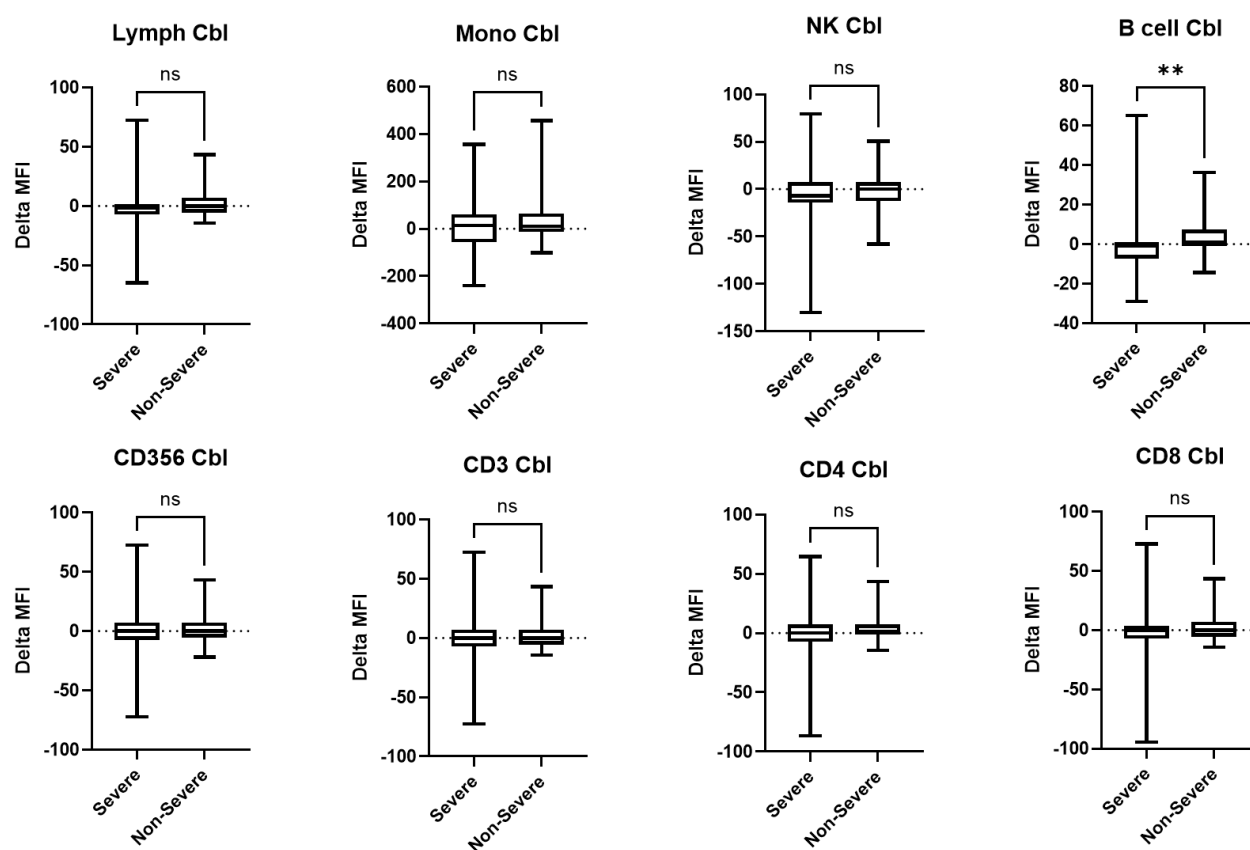 Lymph Cbl
ns
Delta MFI
100
50
0
-50
-100
Severe
Non-Severe
Mono Cbl
ns
Delta MFI
600
400
200
0
-200
-400
Severe
Non-Severe
NK Cbl
ns
Delta MFI
100
50
0
-50
-100
-150
Severe
Non-Severe
B cell Cbl
**
Delta MFI
80
60
40
20
0
-20
-40
Severe
Non-Severe
CD356 Cbl
ns
Delta MFI
100
50
0
-50
-100
Severe
Non-Severe
CD3 Cbl
ns
Delta MFI
100
50
0
-50
-100
Severe
Non-Severe
CD4 Cbl
ns
Delta MFI
100
50
0
-50
-100
Severe
Non-Severe
CD8 Cbl
ns
Delta MFI
100
50
0
-50
-100
Severe
Non-Severe